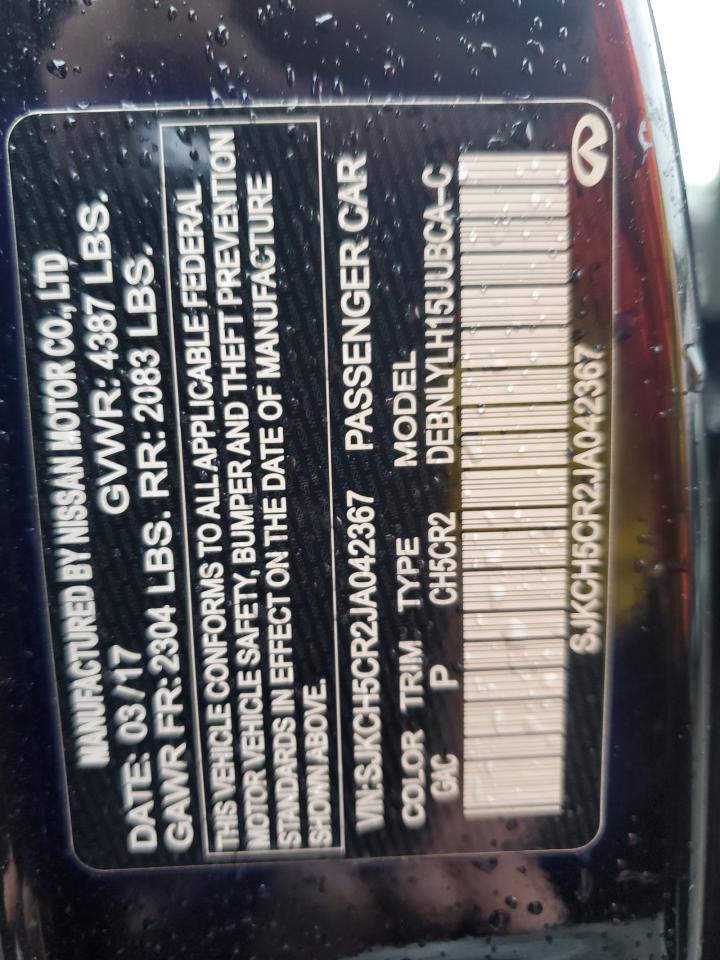 MANUFACTURED BY NISSAN MOTOR CO., LTD
DATE: 03/17 GVWR: 4387 LBS.
GAWR FR: 2304 LBS. RR: 2083 LBS.
THIS VEHICLE CONFORMS TO ALL APPLICABLE FEDERAL
MOTOR VEHICLE SAFETY, BUMPER AND THEFT PREVENTION
STANDARDS IN EFFECT ON THE DATE OF MANUFACTURE
SHOWN ABOVE.
VIN:SJKCH5CR2JA042367 PASSENGER CAR
COLOR TRIM TYPE MODEL
GAC P CH5CR2 DEBNLYLH15UJBCA-C
SJKCH5CR2JA042367